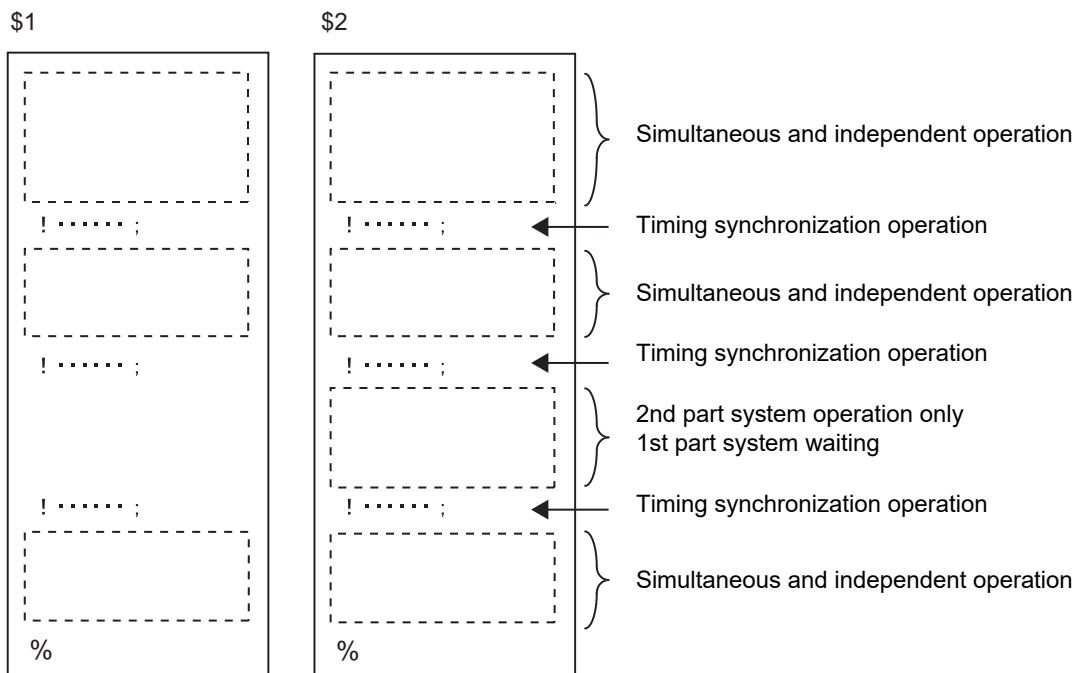 $1 $2
Simultaneous and independent operation
! ・・・・・・ ; ! ・・・・・・ ; Timing synchronization operation
Simultaneous and independent operation
! ・・・・・・ ; ! ・・・・・・ ; Timing synchronization operation
2nd part system operation only
1st part system waiting
! ・・・・・・ ; ! ・・・・・・ ; Timing synchronization operation
Simultaneous and independent operation
% %